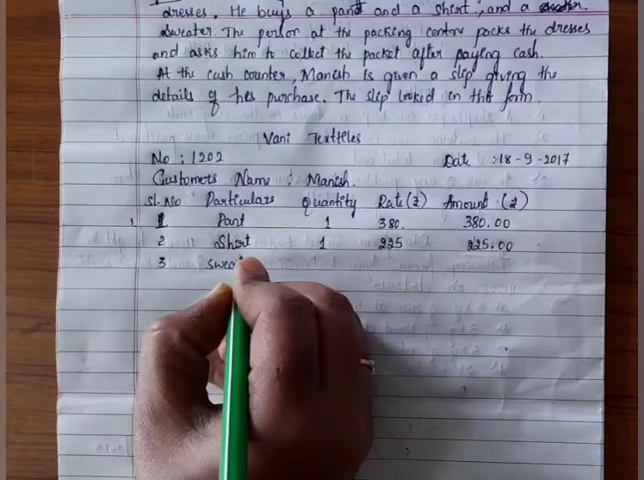 dresses. He buys a pant and a shirt, and a
sweater. The person at the packing centre packs the dresses
and asks him to collect the packet after paying cash.
At the cash counter, Manish is given a slip giving the
details of his purchase. The slip looked in this form.
Vani Textiles
No : 1202 Date : 18-9-2017
Customers Name : Manish.
Sl. No Particulars Quantity Rate (₹) Amount (₹)
1 Pant 1 380. 380.00
2 Shirt 1 225 225.00
3 swea